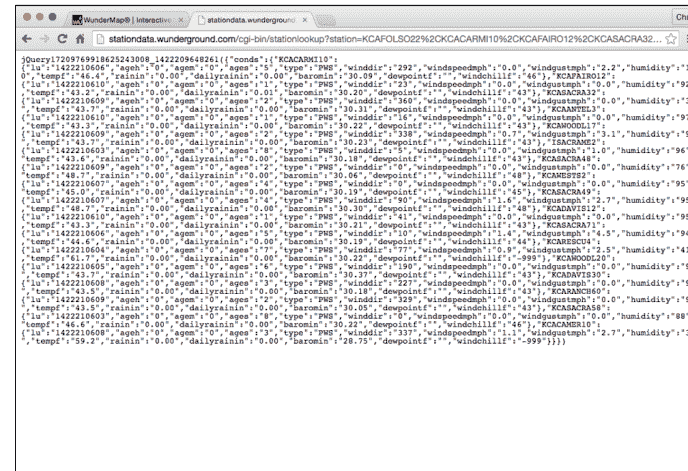 WunderMap® | Interactive
stationdata.wunderground.
Chr
stationdata.wunderground.com/cgi-bin/stationlookup?station=KCAFOLSO22%2CKCACARMI10%2CKCAFAIRO12%2CKCASACRA32...
jQuery17209769918625243008_1422209648261({"conds":{"KCACARMI10":
{"lu":"1422210606","ageh":"0","agem":"0","ages":"5","type":"PWS","winddir":"292","windspeedmph":"0.0","windgustmph":"2.2","humidity":"
0","tempf":"46.4","rainin":"0.00","dailyrainin":"0.00","baromin":"30.09","dewpointf":"","windchillf":"46"},"KCAFAIRO12":
{"lu":"1422210610","ageh":"0","agem":"0","ages":"1","type":"PWS","winddir":"23","windspeedmph":"0.0","windgustmph":"0.0","humidity":"92
","tempf":"43.2","rainin":"0.00","dailyrainin":"0.01","baromin":"30.20","dewpointf":"","windchillf":"43"},"KCASACRA32":
{"lu":"1422210609","ageh":"0","agem":"0","ages":"2","type":"PWS","winddir":"360","windspeedmph":"0.0","windgustmph":"0.0","humidity":"
,"tempf":"43.7","rainin":"0.00","dailyrainin":"0.00","baromin":"30.31","dewpointf":"","windchillf":"43"},"KCAANTEL3":
{"lu":"1422210610","ageh":"0","agem":"0","ages":"1","type":"PWS","winddir":"16","windspeedmph":"0.0","windgustmph":"0.0","humidity":"97
","tempf":"43.3","rainin":"0.00","dailyrainin":"0.00","baromin":"30.22","dewpointf":"","windchillf":"43"},"KCAWOODL17":
{"lu":"1422210609","ageh":"0","agem":"0","ages":"2","type":"PWS","winddir":"338","windspeedmph":"0.7","windgustmph":"3.1","humidity":"9
,"tempf":"43.7","rainin":"0.00","dailyrainin":"0.00","baromin":"30.23","dewpointf":"","windchillf":"43"},"ISACRAME2":
{"lu":"1422210603","ageh":"0","agem":"0","ages":"8","type":"PWS","winddir":"5","windspeedmph":"0.0","windgustmph":"1.0","humidity":"96"
,"tempf":"43.6","rainin":"0.00","dailyrainin":"0.00","baromin":"30.18","dewpointf":"","windchillf":"43"},"KCASACRA48":
{"lu":"1422210609","ageh":"0","agem":"0","ages":"2","type":"PWS","winddir":"0","windspeedmph":"0.0","windgustmph":"0.0","humidity":"76"
,"tempf":"48.7","rainin":"0.00","dailyrainin":"0.00","baromin":"30.06","dewpointf":"","windchillf":"48"},"KCAWESTS2":
{"lu":"1422210607","ageh":"0","agem":"0","ages":"4","type":"PWS","winddir":"0","windspeedmph":"0.0","windgustmph":"0.0","humidity":"95"
,"tempf":"45.0","rainin":"0.00","dailyrainin":"0.00","baromin":"30.19","dewpointf":"","windchillf":"45"},"KCASACRA49":
{"lu":"1422210607","ageh":"0","agem":"0","ages":"4","type":"PWS","winddir":"90","windspeedmph":"1.6","windgustmph":"2.7","humidity":"99
","tempf":"48.7","rainin":"0.00","dailyrainin":"0.00","baromin":"30.30","dewpointf":"","windchillf":"48"},"KCADAVIS12":
{"lu":"1422210610","ageh":"0","agem":"0","ages":"1","type":"PWS","winddir":"41","windspeedmph":"0.0","windgustmph":"0.0","humidity":"95
","tempf":"43.3","rainin":"0.00","dailyrainin":"0.00","baromin":"30.21","dewpointf":"","windchillf":"43"},"KCASACRA71":
{"lu":"1422210606","ageh":"0","agem":"0","ages":"5","type":"PWS","winddir":"10","windspeedmph":"1.4","windgustmph":"4.5","humidity":"94
","tempf":"44.6","rainin":"0.00","dailyrainin":"0.00","baromin":"30.19","dewpointf":"","windchillf":"44"},"KCARESCU4":
{"lu":"1422210604","ageh":"0","agem":"0","ages":"7","type":"PWS","winddir":"77","windspeedmph":"0.9","windgustmph":"2.5","humidity":"41
","tempf":"61.7","rainin":"0.00","dailyrainin":"0.00","baromin":"30.22","dewpointf":"","windchillf":"-999"},"KCAWOODL20":
{"lu":"1422210605","ageh":"0","agem":"0","ages":"6","type":"PWS","winddir":"190","windspeedmph":"0.0","windgustmph":"0.0","humidity":"9
,"tempf":"43.7","rainin":"0.00","dailyrainin":"0.00","baromin":"30.37","dewpointf":"","windchillf":"43"},"KCADAVIS30":
{"lu":"1422210608","ageh":"0","agem":"0","ages":"3","type":"PWS","winddir":"227","windspeedmph":"0.0","windgustmph":"0.0","humidity":"9
,"tempf":"43.5","rainin":"0.00","dailyrainin":"0.00","baromin":"30.18","dewpointf":"","windchillf":"43"},"KCARANCH60":
{"lu":"1422210609","ageh":"0","agem":"0","ages":"2","type":"PWS","winddir":"329","windspeedmph":"0.0","windgustmph":"0.0","humidity":"9
,"tempf":"43.5","rainin":"0.00","dailyrainin":"0.00","baromin":"30.05","dewpointf":"","windchillf":"43"},"KCASACRA58":
{"lu":"1422210603","ageh":"0","agem":"0","ages":"8","type":"PWS","winddir":"0","windspeedmph":"0.0","windgustmph":"0.0","humidity":"88"
,"tempf":"46.6","rainin":"0.00","dailyrainin":"0.00","baromin":"30.22","dewpointf":"","windchillf":"46"},"KCACAMER10":
{"lu":"1422210608","ageh":"0","agem":"0","ages":"3","type":"PWS","winddir":"337","windspeedmph":"1.1","windgustmph":"2.7","humidity":"3
,"tempf":"59.2","rainin":"0.00","dailyrainin":"0.00","baromin":"28.75","dewpointf":"","windchillf":"-999"}}})